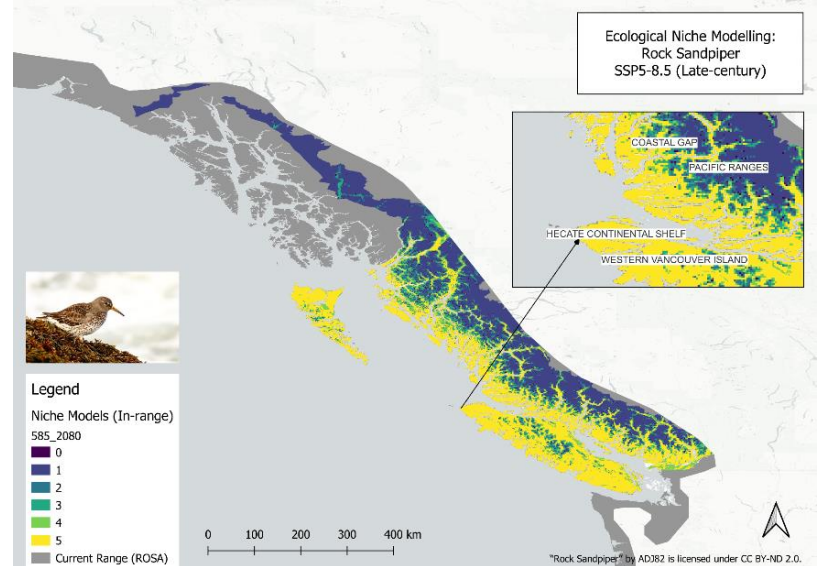 Ecological Niche Modelling:
Rock Sandpiper
SSP5-8.5 (Late-century)
COASTAL GAP
PACIFIC RANGES
HECATE CONTINENTAL SHELF
WESTERN VANCOUVER ISLAND
Legend
Niche Models (In-range)
585_2080
0
1
2
3
4
5
Current Range (ROSA)
0 100 200 300 400 km
"Rock Sandpiper" by ADJ82 is licensed under CC BY-ND 2.0.